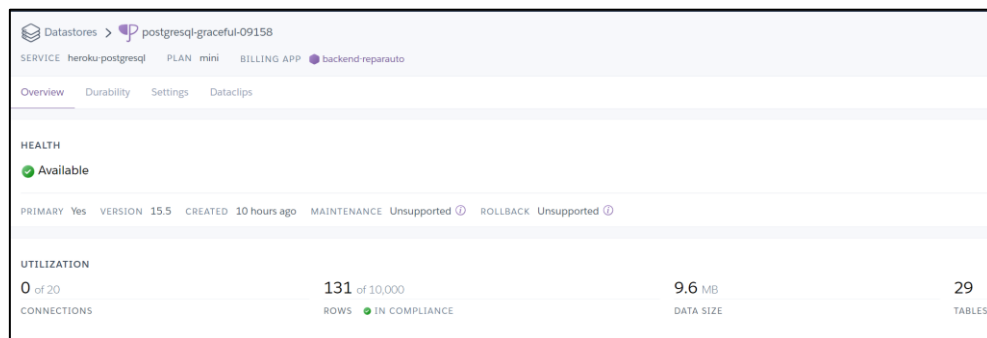 Datastores > postgresql-graceful-09158
SERVICE heroku-postgresql PLAN mini BILLING APP backend-reparauto
Overview Durability Settings Dataclips
HEALTH
Available
PRIMARY Yes VERSION 15.5 CREATED 10 hours ago MAINTENANCE Unsupported ROLLBACK Unsupported
UTILIZATION
0 of 20 131 of 10,000 9.6 MB 29
CONNECTIONS ROWS IN COMPLIANCE DATA SIZE TABLES